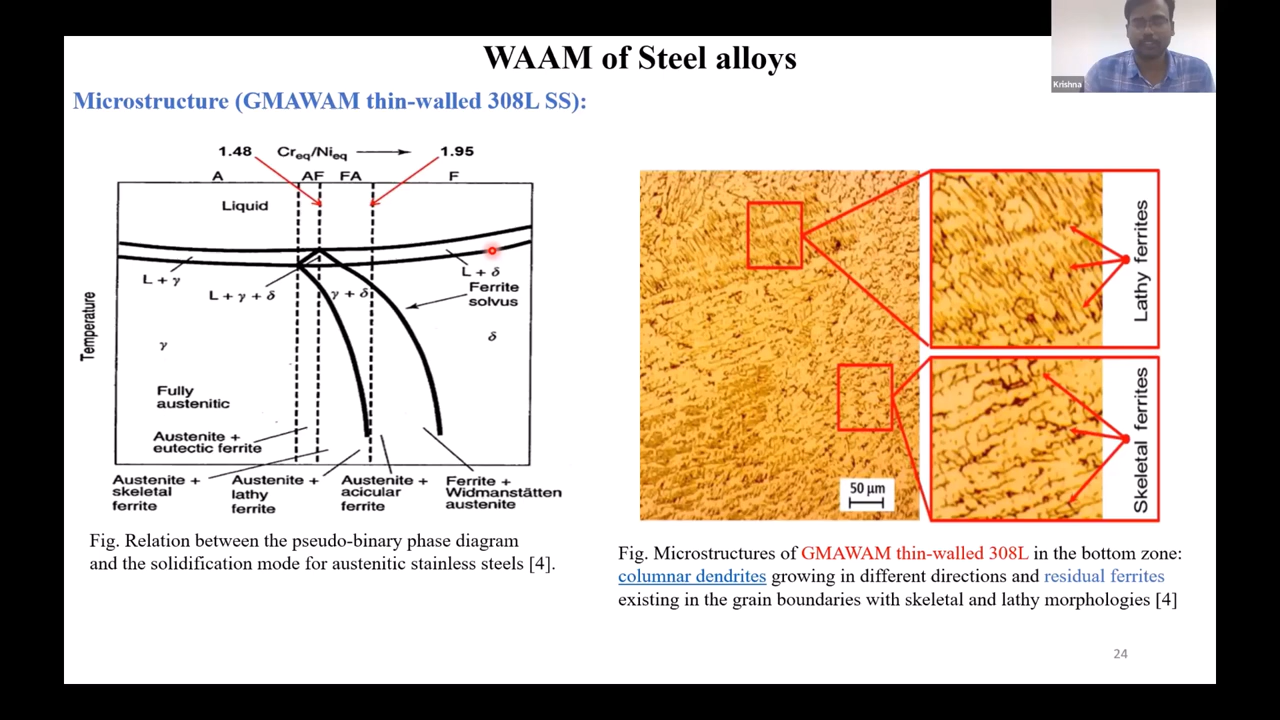 WAAM of Steel alloys
Krishna
Microstructure (GMAWAM thin-walled 308L SS):
1.48 Creq/Nieq 1.95
A AF FA F
Liquid
L + γ
L + γ + δ
γ + δ
L + δ
Ferrite
solvus
Temperature
γ
δ
Fully
austenitic
Austenite +
eutectic ferrite
Austenite +
skeletal
ferrite
Austenite +
lathy
ferrite
Austenite +
acicular
ferrite
Ferrite +
Widmanstätten
austenite
Fig. Relation between the pseudo-binary phase diagram
and the solidification mode for austenitic stainless steels [4].
Lathy ferrites
Skeletal ferrites
50 μm
Fig. Microstructures of GMAWAM thin-walled 308L in the bottom zone:
columnar dendrites growing in different directions and residual ferrites
existing in the grain boundaries with skeletal and lathy morphologies [4]
24